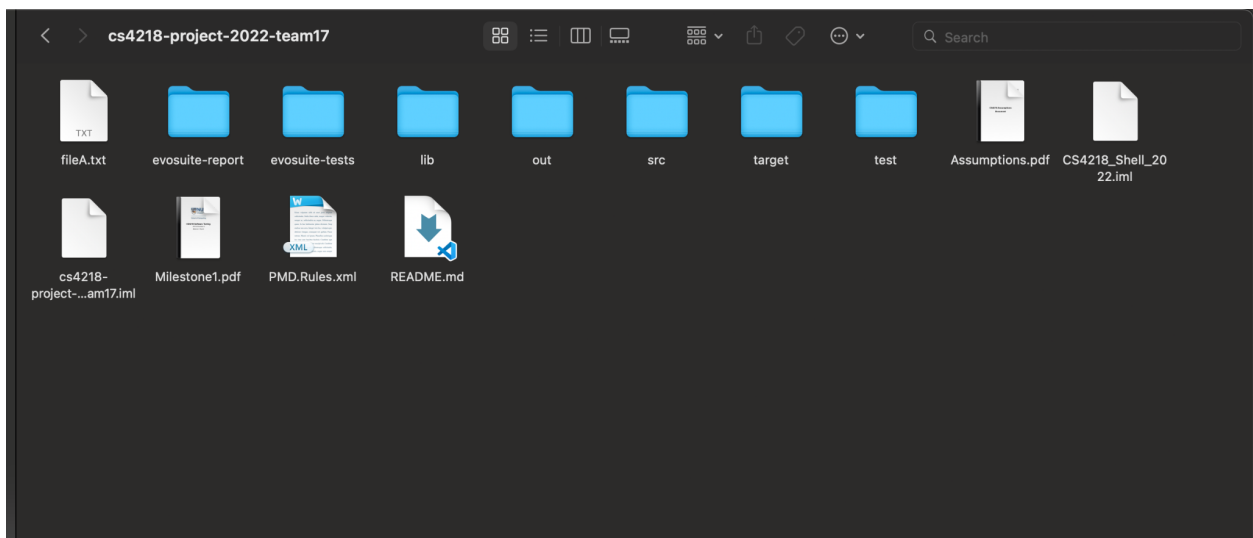 cs4218-project-2022-team17
Search
TXT
fileA.txt
evosuite-report
evosuite-tests
lib
out
src
target
test
Assumptions.pdf
CS4218_Shell_20
22.iml
cs4218-
project-...am17.iml
Milestone1.pdf
W
XML
PMD.Rules.xml
README.md